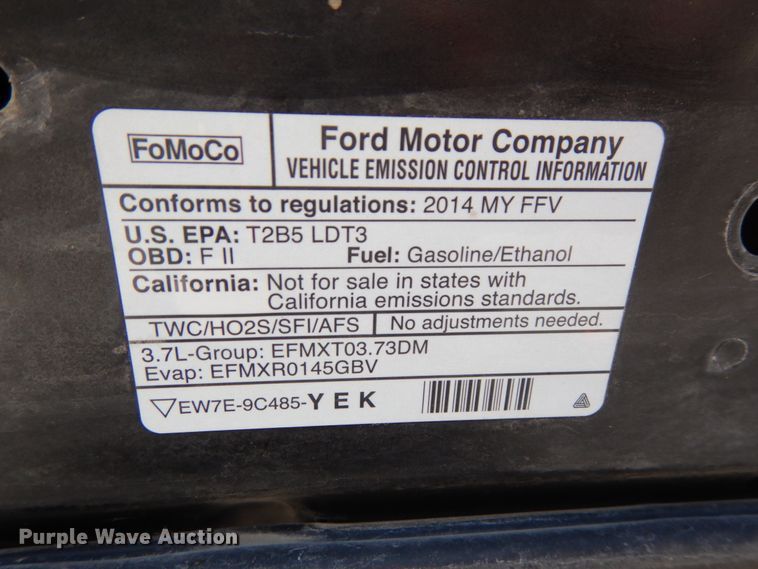 FoMoCo
Ford Motor Company
VEHICLE EMISSION CONTROL INFORMATION
Conforms to regulations: 2014 MY FFV
U.S. EPA: T2B5 LDT3
OBD: F II Fuel: Gasoline/Ethanol
California: Not for sale in states with
California emissions standards.
TWC/HO2S/SFI/AFS No adjustments needed.
3.7L-Group: EFMXT03.73DM
Evap: EFMXR0145GBV
EW7E-9C485-YEK
Purple Wave Auction